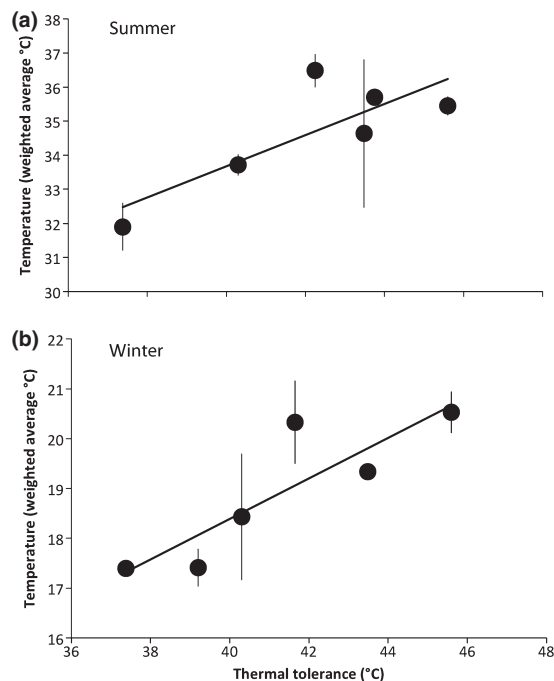 (a)
Summer
Temperature (weighted average °C)
38
37
36
35
34
33
32
31
30
(b)
Winter
Temperature (weighted average °C)
22
21
20
19
18
17
16
36 38 40 42 44 46 48
Thermal tolerance (°C)